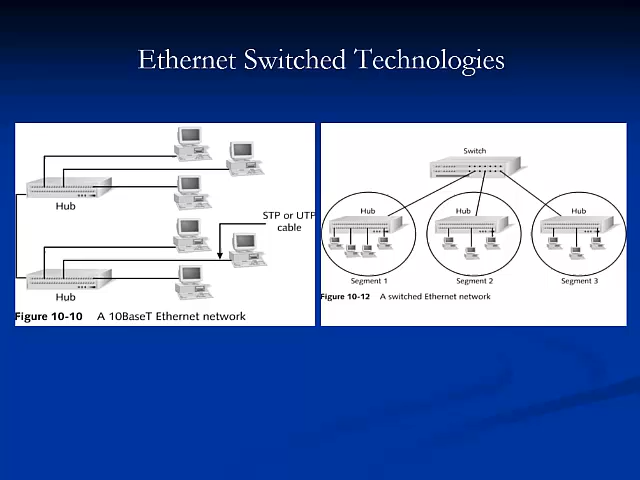 Ethernet Switched Technologies
Hub
STP or UTP
cable
Hub
Figure 10-10 A 10BaseT Ethernet network
Switch
Hub
Hub
Hub
Segment 1
Segment 2
Segment 3
Figure 10-12 A switched Ethernet network